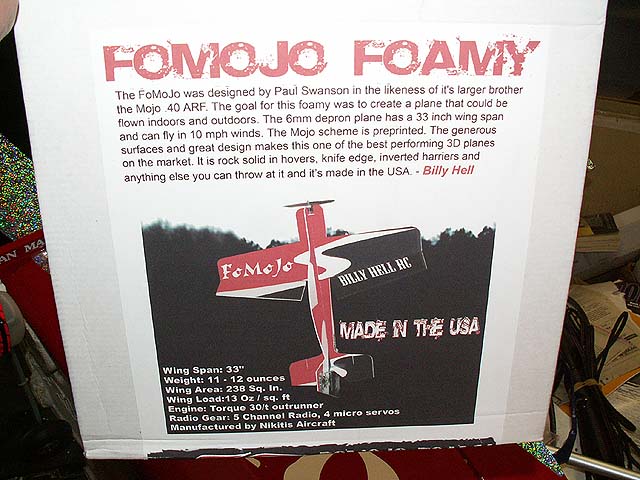 FOMOJO FOAMY
The FoMoJo was designed by Paul Swanson in the likeness of it's larger brother
the Mojo .40 ARF. The goal for this foamy was to create a plane that could be
flown indoors and outdoors. The 6mm depron plane has a 33 inch wing span
and can fly in 10 mph winds. The Mojo scheme is preprinted. The generous
surfaces and great design makes this one of the best performing 3D planes
on the market. It is rock solid in hovers, knife edge, inverted harriers and
anything else you can throw at it and it's made in the USA. - Billy Hell
FoMoJo
BILLY HELL RC
MADE IN THE USA
Wing Span: 33"
Weight: 11 - 12 ounces
Wing Area: 238 Sq. In.
Wing Load:13 Oz / sq. ft
Engine: Torque 30/t outrunner
Radio Gear: 5 Channel Radio, 4 micro servos
Manufactured by Nikitis Aircraft